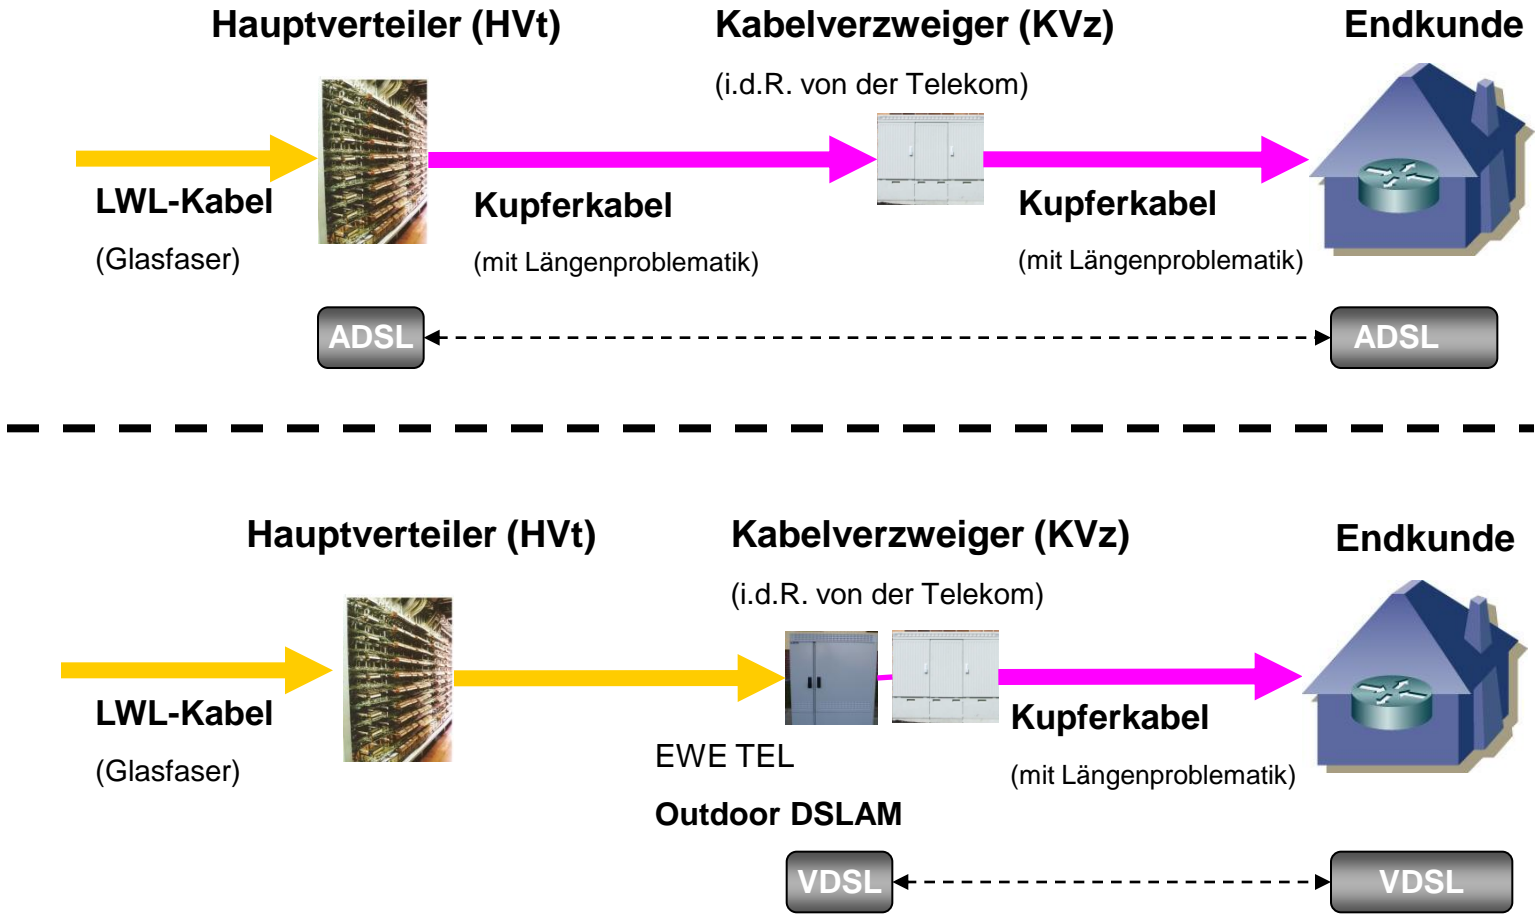 Hauptverteiler (HVt)
Kabelverzweiger (KVz)
Endkunde
(i.d.R. von der Telekom)
LWL-Kabel
Kupferkabel
Kupferkabel
(Glasfaser)
(mit Längenproblematik)
(mit Längenproblematik)
ADSL
ADSL
Hauptverteiler (HVt)
Kabelverzweiger (KVz)
Endkunde
(i.d.R. von der Telekom)
LWL-Kabel
Kupferkabel
(Glasfaser)
EWE TEL
(mit Längenproblematik)
Outdoor DSLAM
VDSL
VDSL